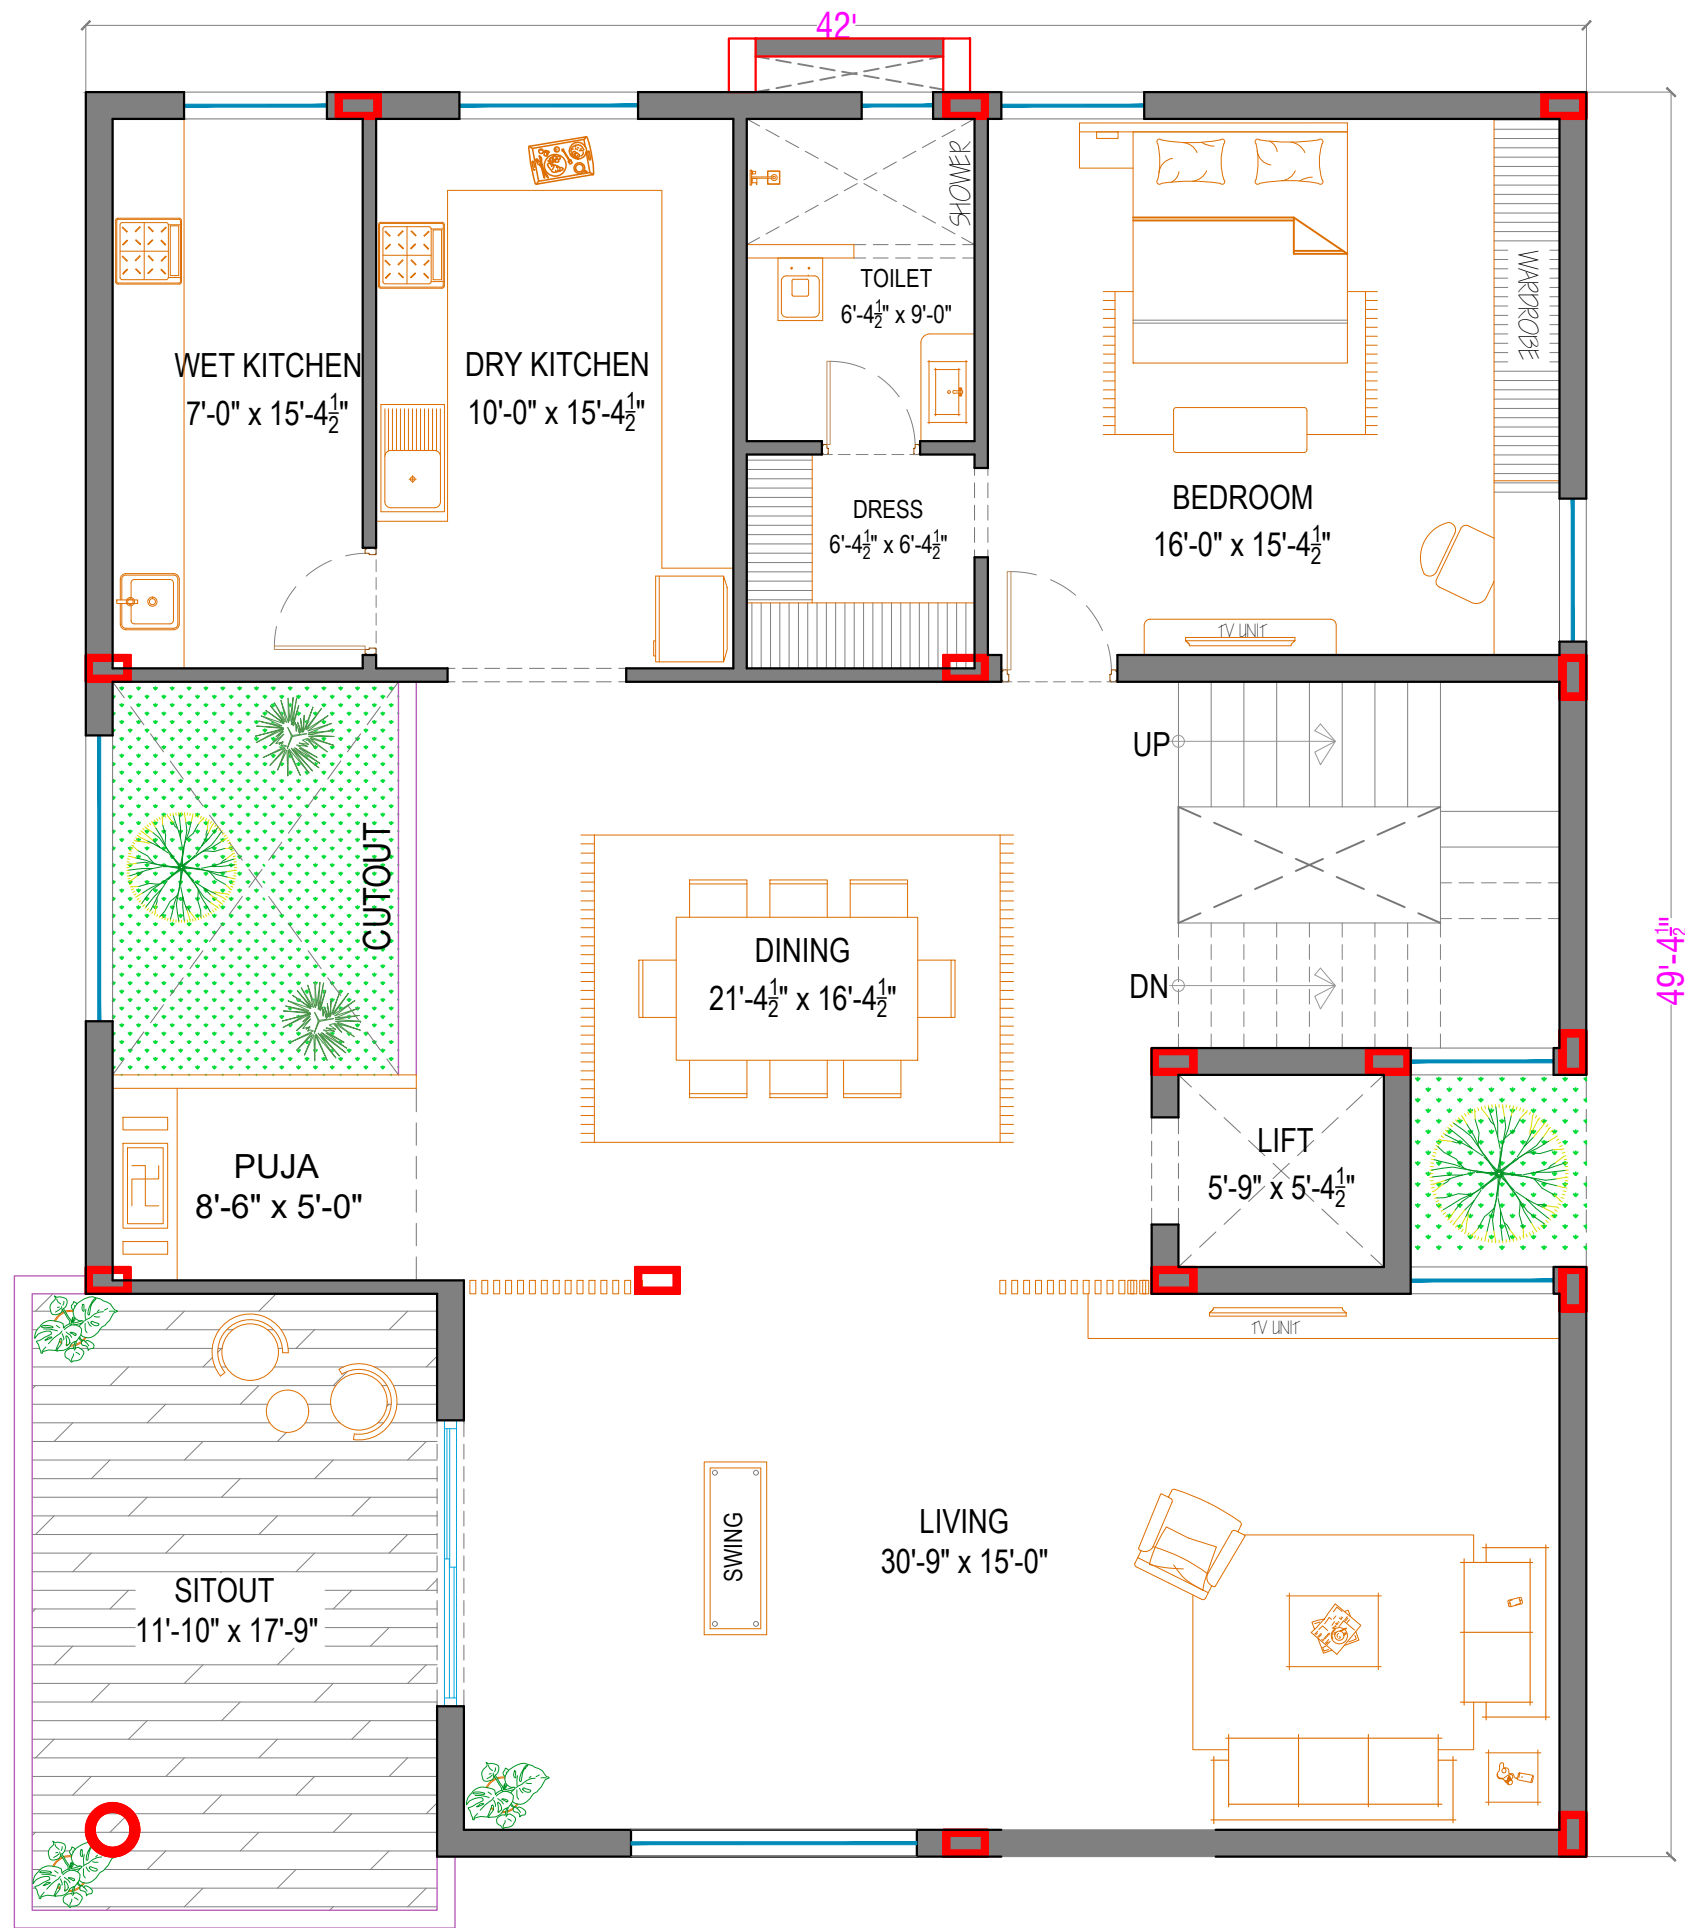 42'
SHOWER
TOILET
6'-4½" x 9'-0"
WARDROBE
WET KITCHEN
7'-0" x 15'-4½"
DRY KITCHEN
10'-0" x 15'-4½"
DRESS
6'-4½" x 6'-4½"
BEDROOM
16'-0" x 15'-4½"
TV UNIT
UP
CUTOUT
DINING
21'-4½" x 16'-4½"
DN
49'-4½"
LIFT
5'-9" x 5'-4½"
PUJA
8'-6" x 5'-0"
TV UNIT
SWING
LIVING
30'-9" x 15'-0"
SITOUT
11'-10" x 17'-9"